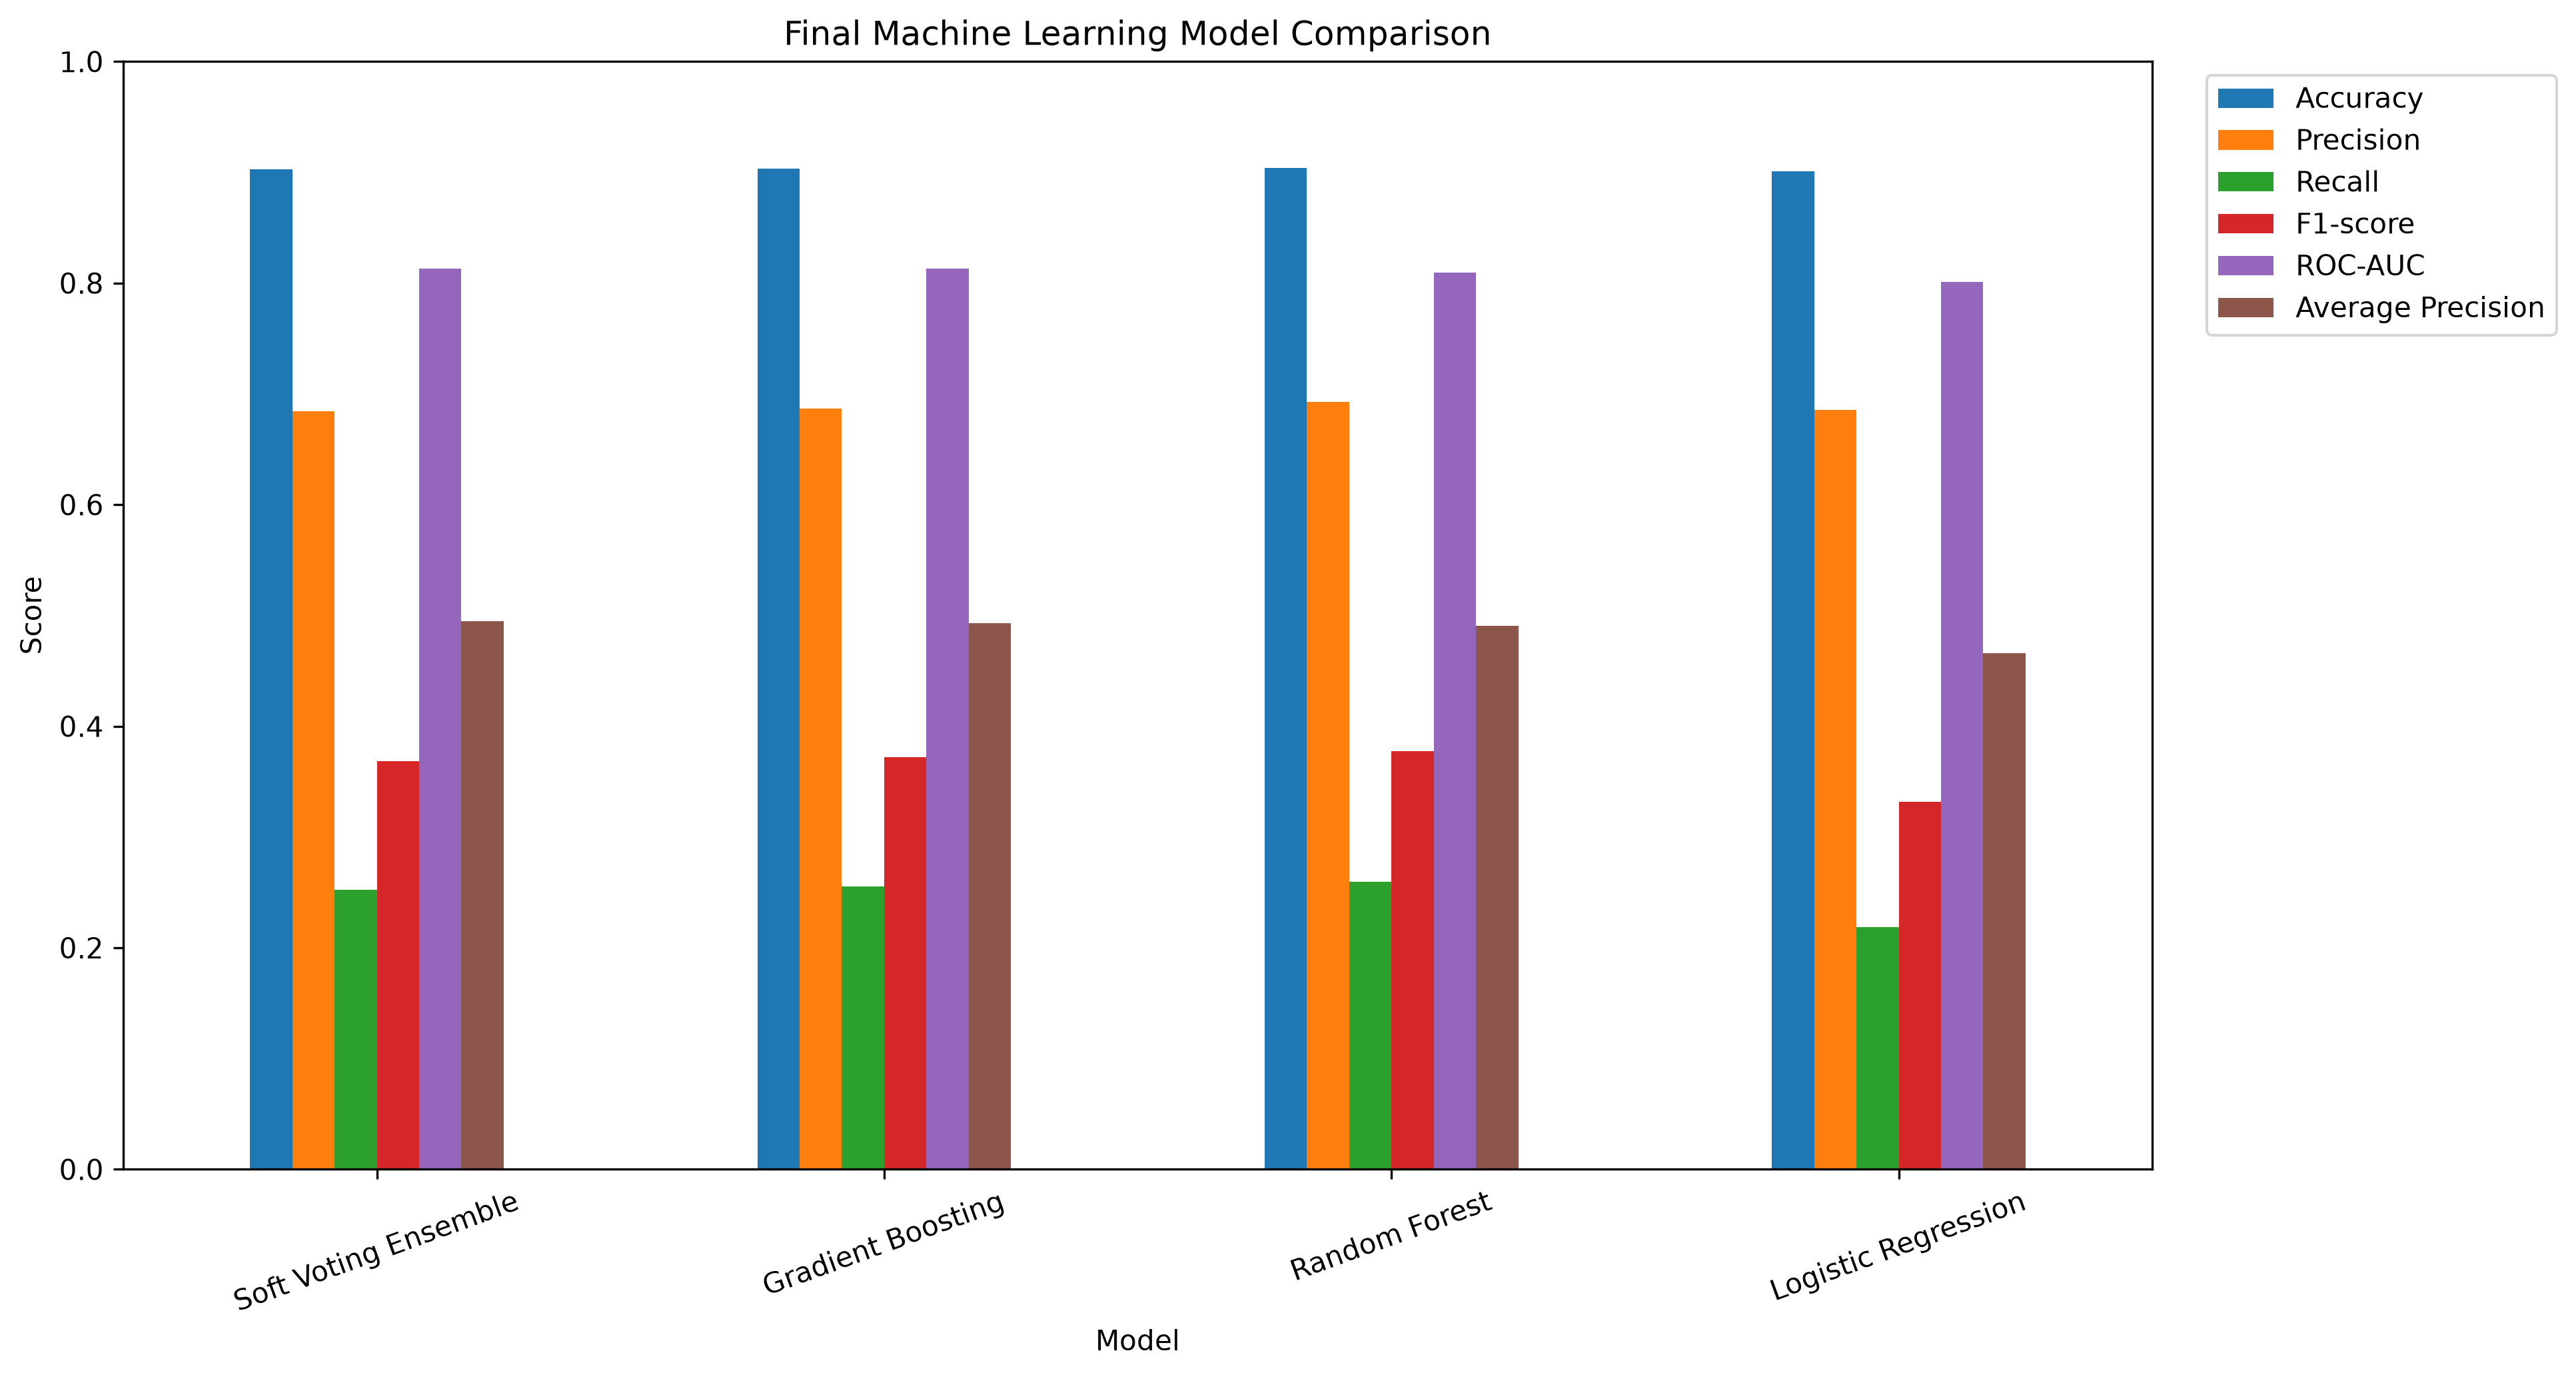 Final Machine Learning Model Comparison
1.0
0.8
0.6
0.4
0.2
0.0
Score
Soft Voting Ensemble
Gradient Boosting
Random Forest
Logistic Regression
Model
Accuracy
Precision
Recall
F1-score
ROC-AUC
Average Precision